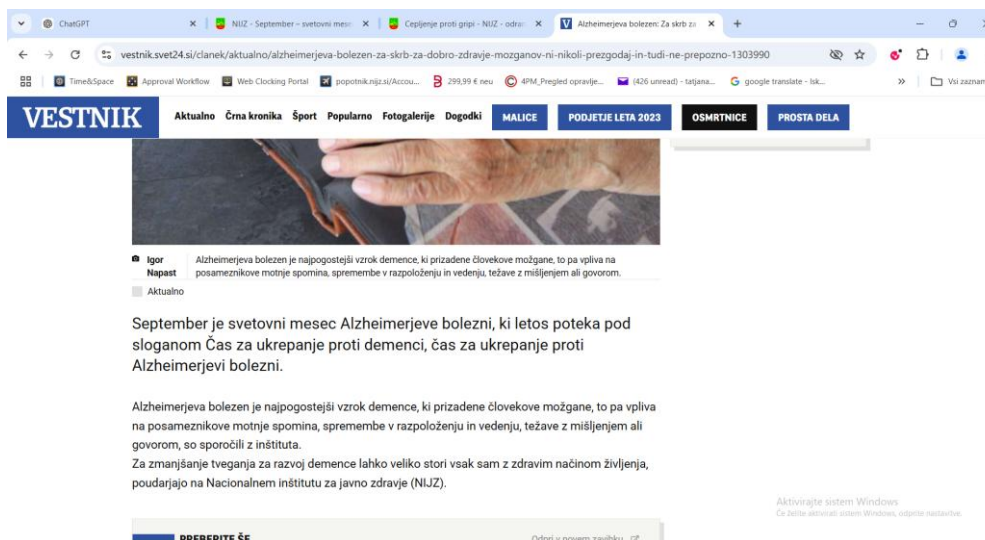 ChatGPT
NIJZ - September – svetovni mese
Cepljenje proti gripi - NIJZ - odra
Alzheimerjeva bolezen: Za skrb za
vestnik.svet24.si/clanek/aktualno/alzheimerjeva-bolezen-za-skrb-za-dobro-zdravje-mozganov-ni-nikoli-prezgodaj-in-tudi-ne-prepozno-1303990
Time&Space Approval Workflow Web Clocking Portal popotnik.nijz.si/Accou... 299,99 € neu 4PM_Pregled opravlje... (426 unread) - tatjana... google translate - Isk... » Vsi zaznam
VESTNIK Aktualno Črna kronika Šport Popularno Fotogalerije Dogodki MALICE PODJETJE LETA 2023 OSMRTNICE PROSTA DELA
Igor Napast
Alzheimerjeva bolezen je najpogostejši vzrok demence, ki prizadene človekove možgane, to pa vpliva na
posameznikove motnje spomina, spremembe v razpoloženju in vedenju, težave z mišljenjem ali govorom.
Aktualno
September je svetovni mesec Alzheimerjeve bolezni, ki letos poteka pod
sloganom Čas za ukrepanje proti demenci, čas za ukrepanje proti
Alzheimerjevi bolezni.
Alzheimerjeva bolezen je najpogostejši vzrok demence, ki prizadene človekove možgane, to pa vpliva
na posameznikove motnje spomina, spremembe v razpoloženju in vedenju, težave z mišljenjem ali
govorom, so sporočili z inštituta.
Za zmanjšanje tveganja za razvoj demence lahko veliko stori vsak sam z zdravim načinom življenja,
poudarjajo na Nacionalnem inštitutu za javno zdravje (NIJZ).
Aktivirajte sistem Windows
Če želite aktivirati sistem Windows, odprite nastavitve.
PREBERITE ŠE Odpri v novem zavihku